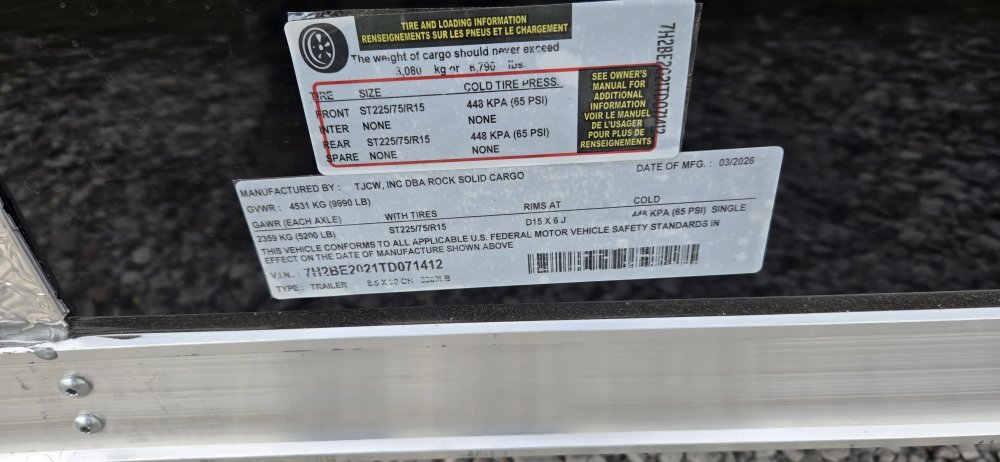 TIRE AND LOADING INFORMATION
RENSEIGNEMENTS SUR LES PNEUS ET LE CHARGEMENT
The weight of cargo should never exceed
3,080 kg or 6,790 lbs.
TIRE SIZE COLD TIRE PRESS.
FRONT ST225/75/R15 448 KPA (65 PSI)
INTER NONE NONE
REAR ST225/75/R15 448 KPA (65 PSI)
SPARE NONE NONE
SEE OWNER'S
MANUAL FOR
ADDITIONAL
INFORMATION
VOIR LE MANUEL
DE L'USAGER
POUR PLUS DE
RENSEIGNEMENTS
7H2BE2021TD071412
MANUFACTURED BY : TJCW, INC DBA ROCK SOLID CARGO DATE OF MFG. : 03/2026
GVWR : 4531 KG (9990 LB)
GAWR (EACH AXLE) WITH TIRES RIMS AT COLD
2359 KG (5200 LB) ST225/75/R15 D15 X 6 J 448 KPA (65 PSI) SINGLE
THIS VEHICLE CONFORMS TO ALL APPLICABLE U.S. FEDERAL MOTOR VEHICLE SAFETY STANDARDS IN
EFFECT ON THE DATE OF MANUFACTURE SHOWN ABOVE
V.I.N.: 7H2BE2021TD071412
TYPE : TRAILER 8.5 X 20 CH